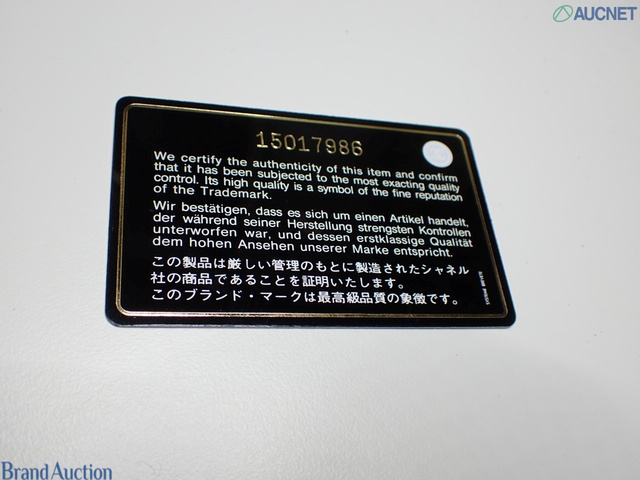 AUCNET
15017986
We certify the authenticity of this item and confirm
that it has been subjected to the most exacting quality
control. Its high quality is a symbol of the fine reputation
of the Trademark.
Wir bestätigen, dass es sich um einen Artikel handelt,
der während seiner Herstellung strengsten Kontrollen
unterworfen war, und dessen erstklassige Qualität
dem hohen Ansehen unserer Marke entspricht.
この製品は厳しい管理のもとに製造されたシャネル
社の商品であることを証明いたします。
このブランド・マークは最高級品質の象徴です。
Brand Auction